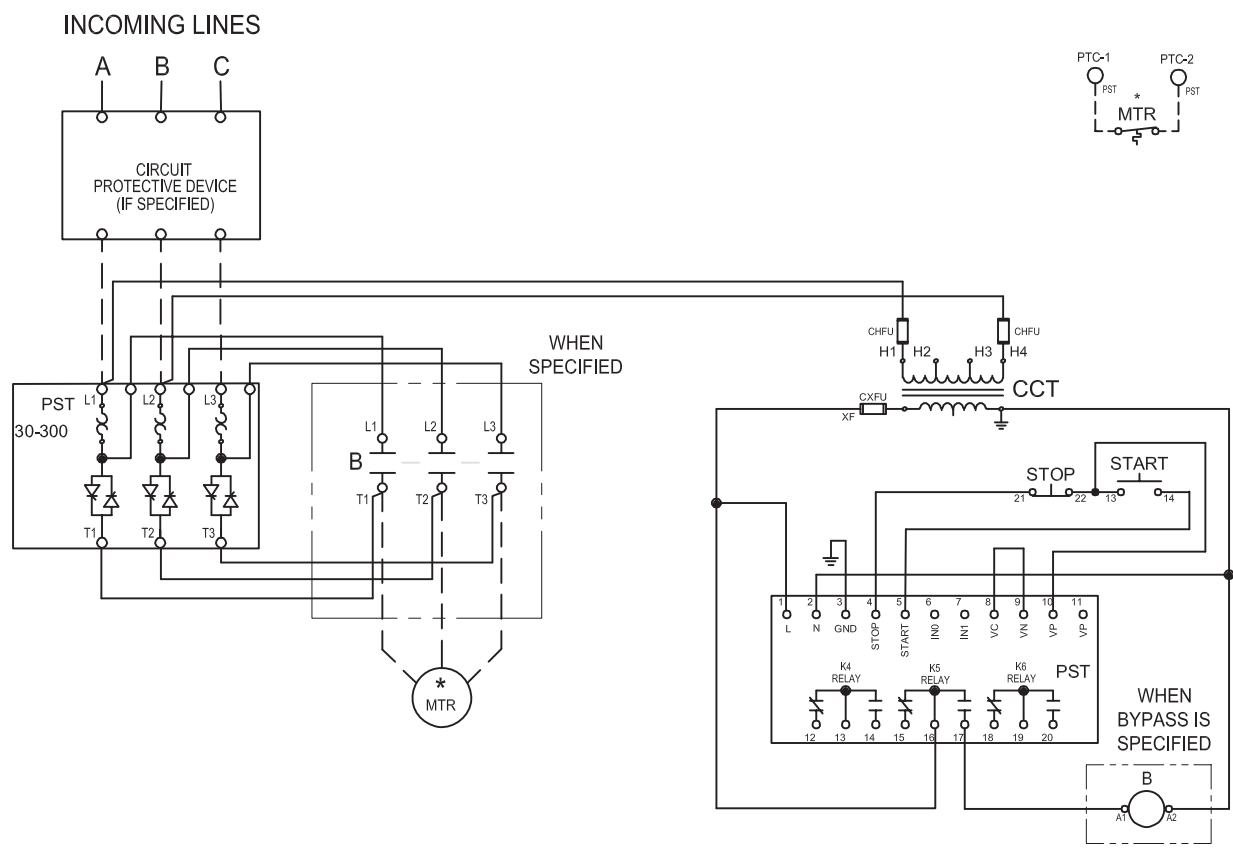 INCOMING LINES
A B C
CIRCUIT
PROTECTIVE DEVICE
(IF SPECIFIED)
PTC-1 PTC-2
PST PST
*
MTR
WHEN
SPECIFIED
CHFU CHFU
H1 H2 H3 H4
CCT
CXFU
XF
PST
30-300
L1 L2 L3
T1 T2 T3
L1 L2 L3
B
T1 T2 T3
*
MTR
STOP START
21 22 13 14
1 2 3 4 5 6 7 8 9 10 11
L N GND STOP START IN0 IN1 VC VN VP VP
K4
RELAY
K5
RELAY
K6
RELAY
PST
12 13 14 15 16 17 18 19 20
WHEN
BYPASS IS
SPECIFIED
B
A1 A2